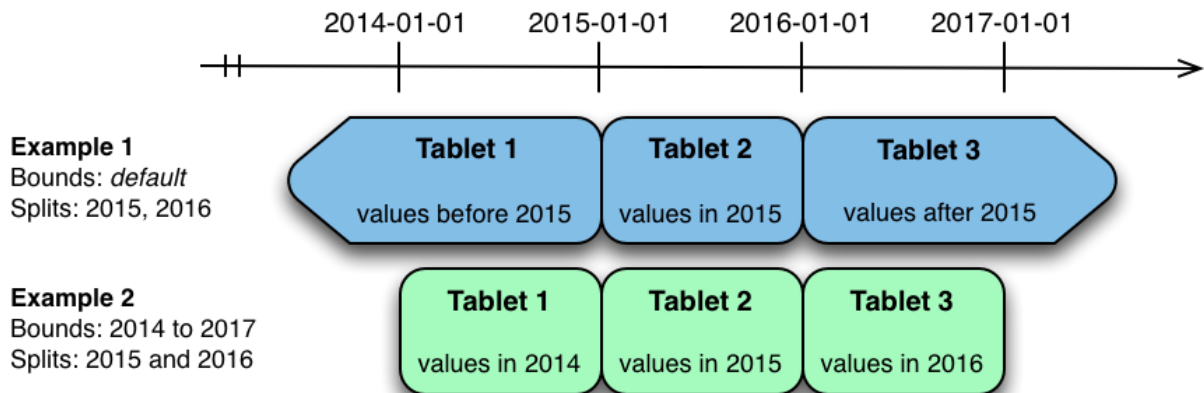 2014-01-01 2015-01-01 2016-01-01 2017-01-01
Example 1
Bounds: default
Splits: 2015, 2016
Tablet 1 Tablet 2 Tablet 3
values before 2015 values in 2015 values after 2015
Example 2
Bounds: 2014 to 2017
Splits: 2015 and 2016
Tablet 1 Tablet 2 Tablet 3
values in 2014 values in 2015 values in 2016